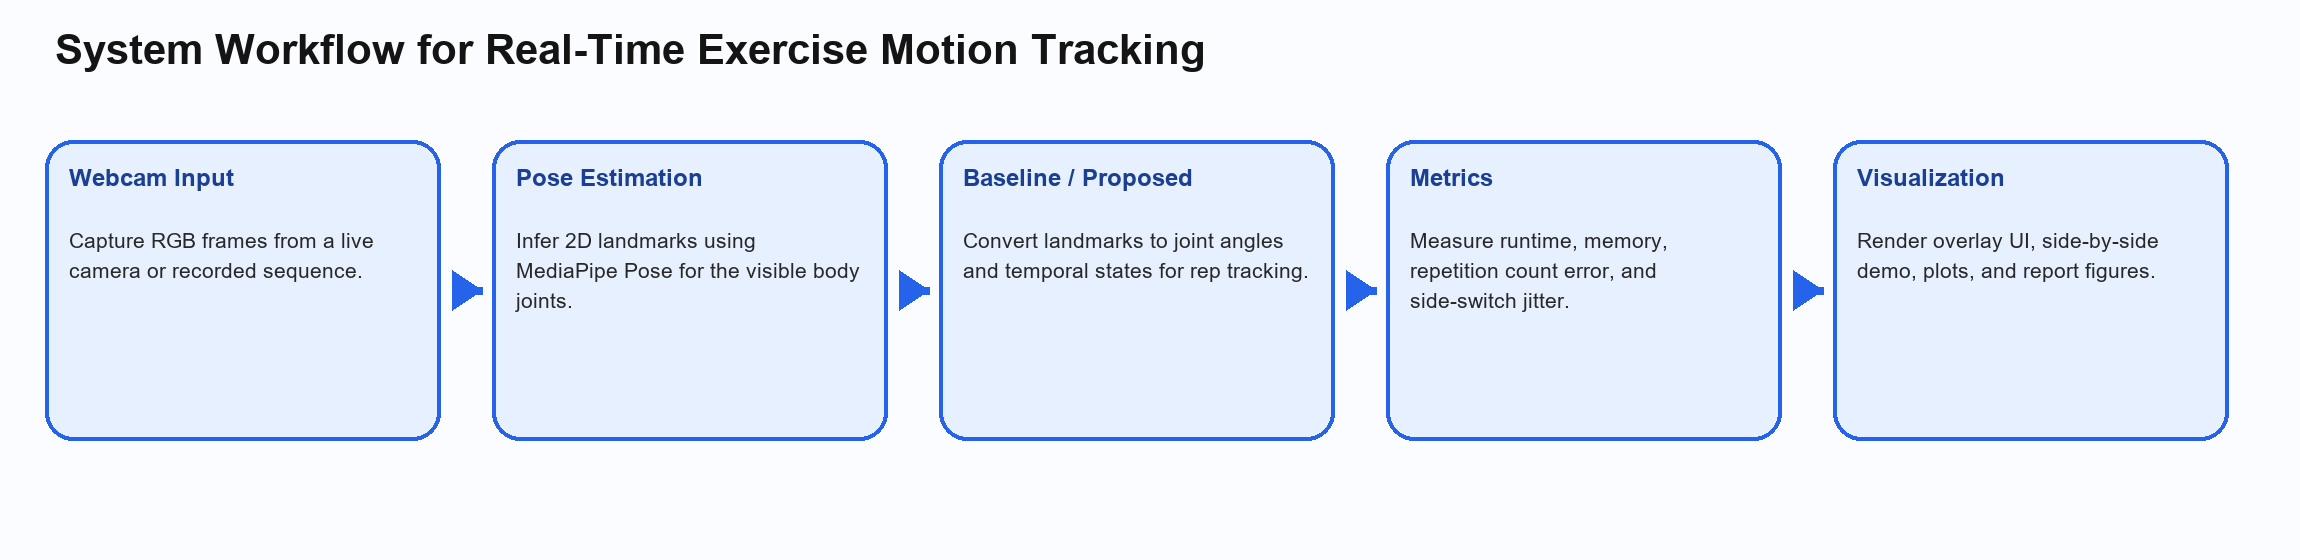 System Workflow for Real-Time Exercise Motion Tracking
Webcam Input
Capture RGB frames from a live
camera or recorded sequence.
Pose Estimation
Infer 2D landmarks using
MediaPipe Pose for the visible body
joints.
Baseline / Proposed
Convert landmarks to joint angles
and temporal states for rep tracking.
Metrics
Measure runtime, memory,
repetition count error, and
side-switch jitter.
Visualization
Render overlay UI, side-by-side
demo, plots, and report figures.